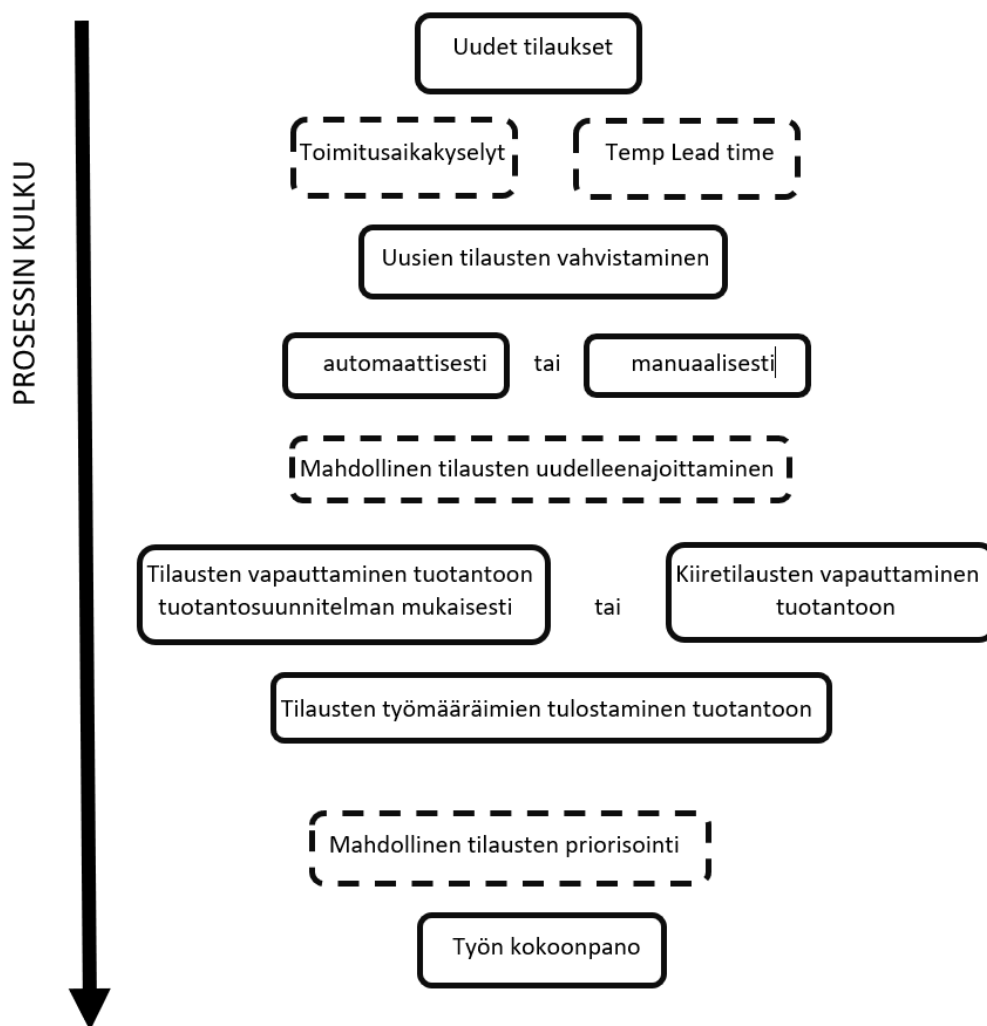 PROSESSIN KULKU
Uudet tilaukset
Toimitusaikakyselyt
Temp Lead time
Uusien tilausten vahvistaminen
automaattisesti
tai
manuaalisesti
Mahdollinen tilausten uudelleenajoittaminen
Tilausten vapauttaminen tuotantoon
tuotantosuunnitelman mukaisesti
tai
Kiiretilausten vapauttaminen
tuotantoon
Tilausten työmääräimien tulostaminen tuotantoon
Mahdollinen tilausten priorisointi
Työn kokoonpano